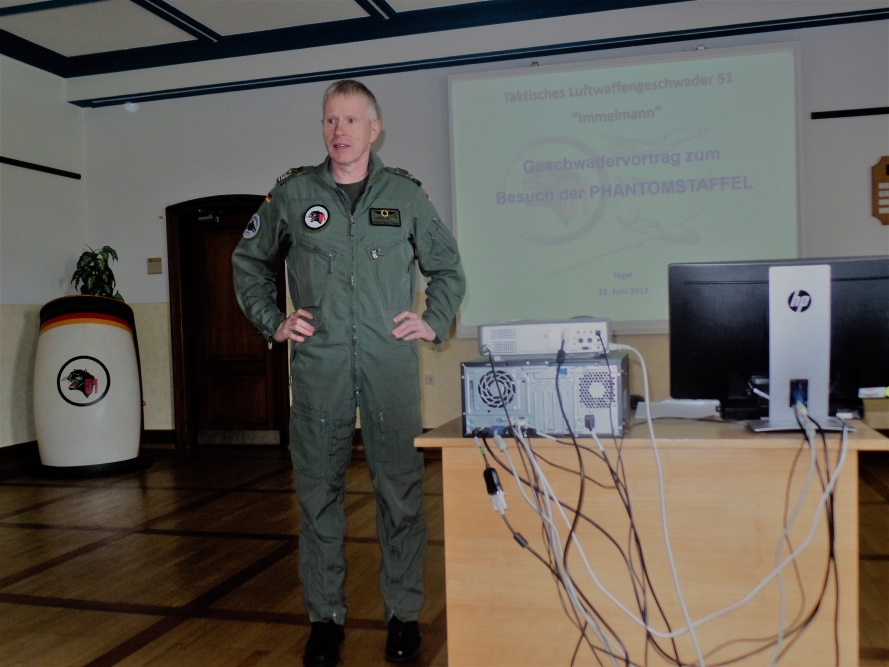 Taktisches Luftwaffengeschwader 51
"Immelmann"
Geschwadervortrag zum
Besuch der PHANTOMSTAFFEL
Jagel
hp